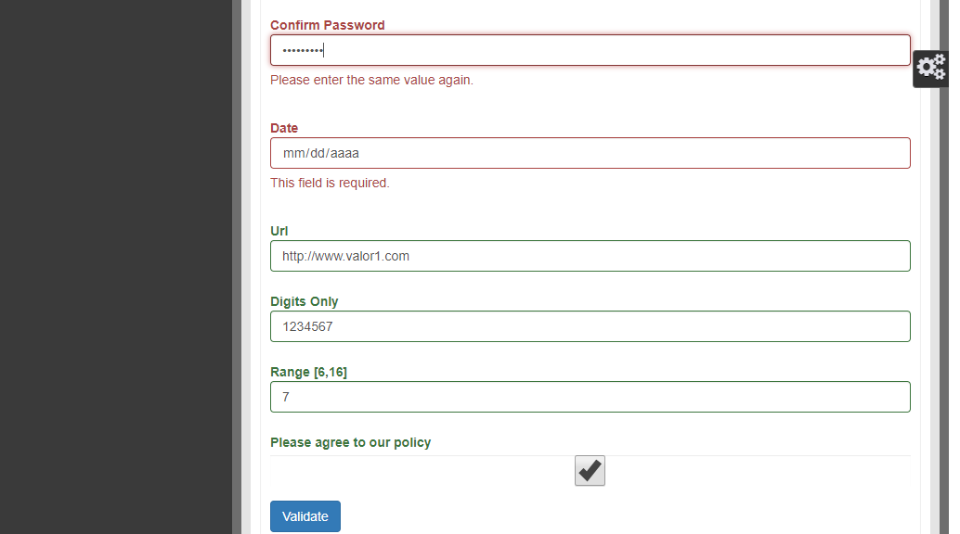 Confirm Password
•••••••••
Please enter the same value again.
Date
mm/dd/aaaa
This field is required.
Url
http://www.valor1.com
Digits Only
1234567
Range [6,16]
7
Please agree to our policy
Validate